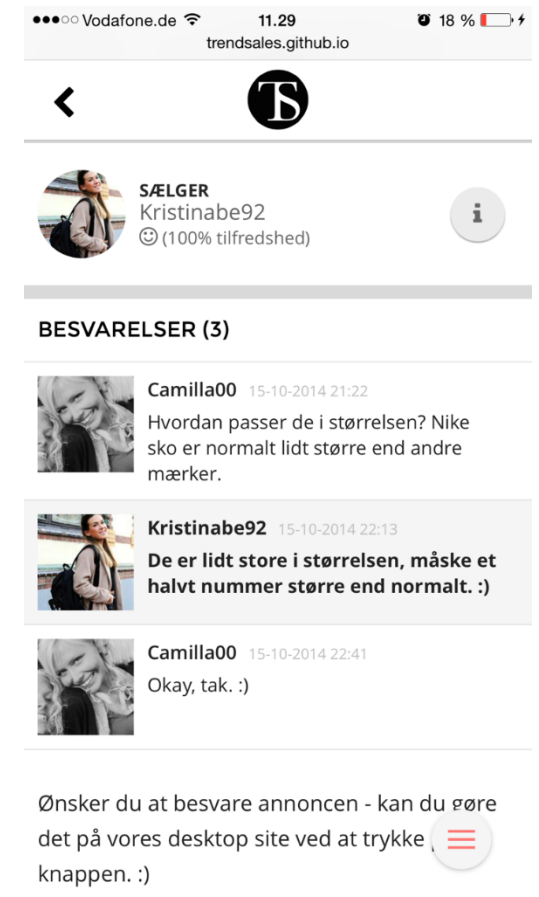 Vodafone.de 11.29 18 %
trendsales.github.io
TS
SÆLGER
Kristinabe92
(100% tilfredshed)
i
BESVARELSER (3)
Camilla00 15-10-2014 21:22
Hvordan passer de i størrelsen? Nike
sko er normalt lidt større end andre
mærker.
Kristinabe92 15-10-2014 22:13
De er lidt store i størrelsen, måske et
halvt nummer større end normalt. :)
Camilla00 15-10-2014 22:41
Okay, tak. :)
Ønsker du at besvare annoncen - kan du gøre
det på vores desktop site ved at trykke
knappen. :)